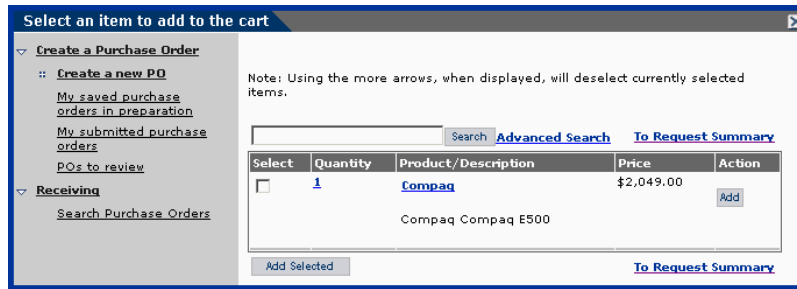 Select an item to add to the cart
Create a Purchase Order
Create a new PO
My saved purchase
orders in preparation
My submitted purchase
orders
POs to review
Receiving
Search Purchase Orders
Note: Using the more arrows, when displayed, will deselect currently selected
items.
Search Advanced Search To Request Summary
Select Quantity Product/Description Price Action
1 Compaq $2,049.00 Add
Compaq Compaq E500
Add Selected To Request Summary